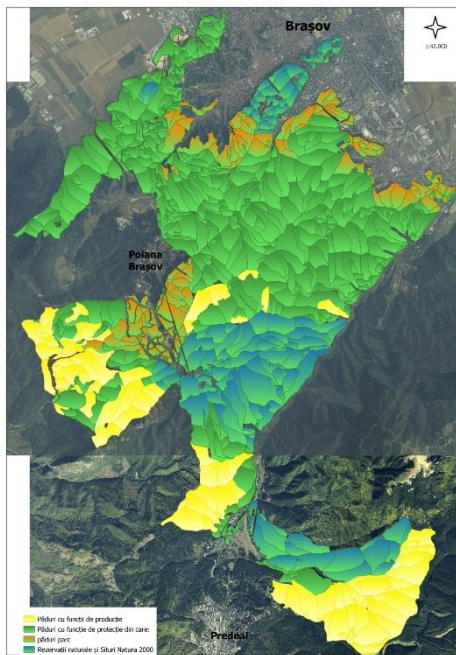 Brașov
1:42.000
Poiana
Brașov
Predeal
Păduri cu funcții de producție
Păduri cu funcție de protecție din care:
păduri parc
Rezervații naturale și Situri Natura 2000